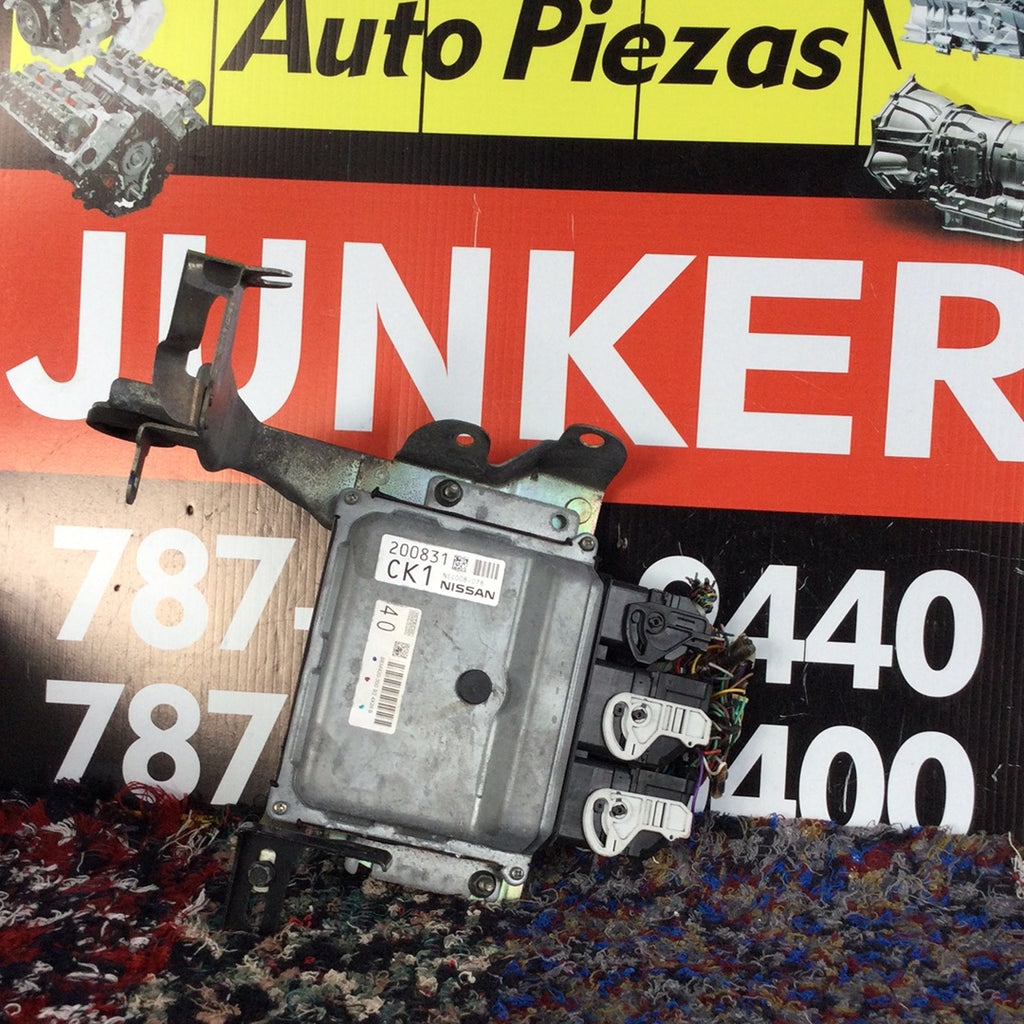 Auto Piezas
JUNKER
787-
440
787
400
200831
CK1
NISSAN
40